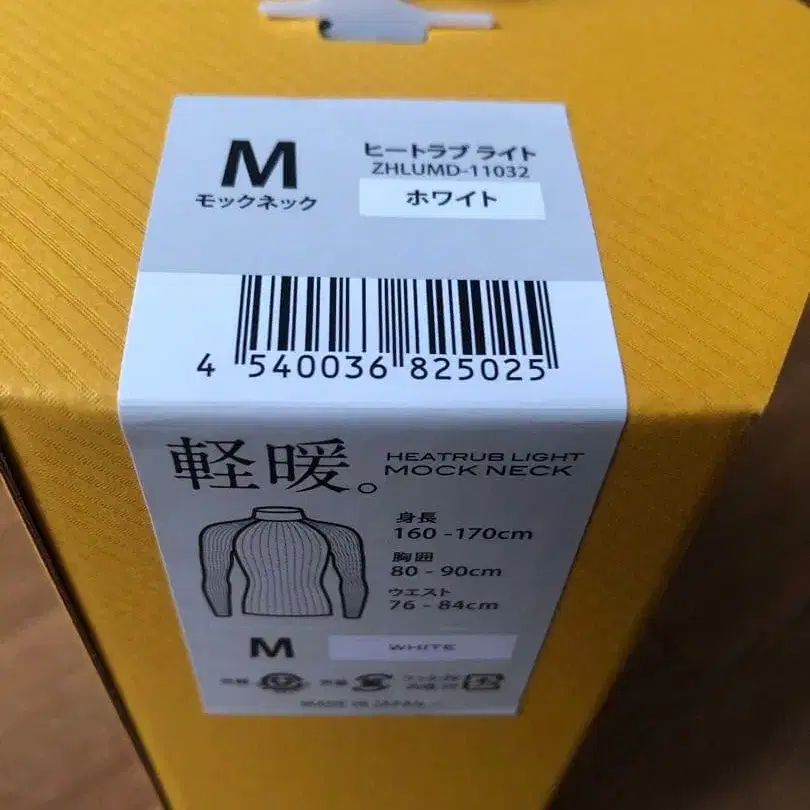 M
モックネック
ヒートラブ ライト
ZHLUMD-11032
ホワイト
4 540036 825025
軽暖。
HEATRUB LIGHT
MOCK NECK
身長
160 - 170cm
胸囲
80 - 90cm
ウエスト
76 - 84cm
M
WHITE
MADE IN JAPAN